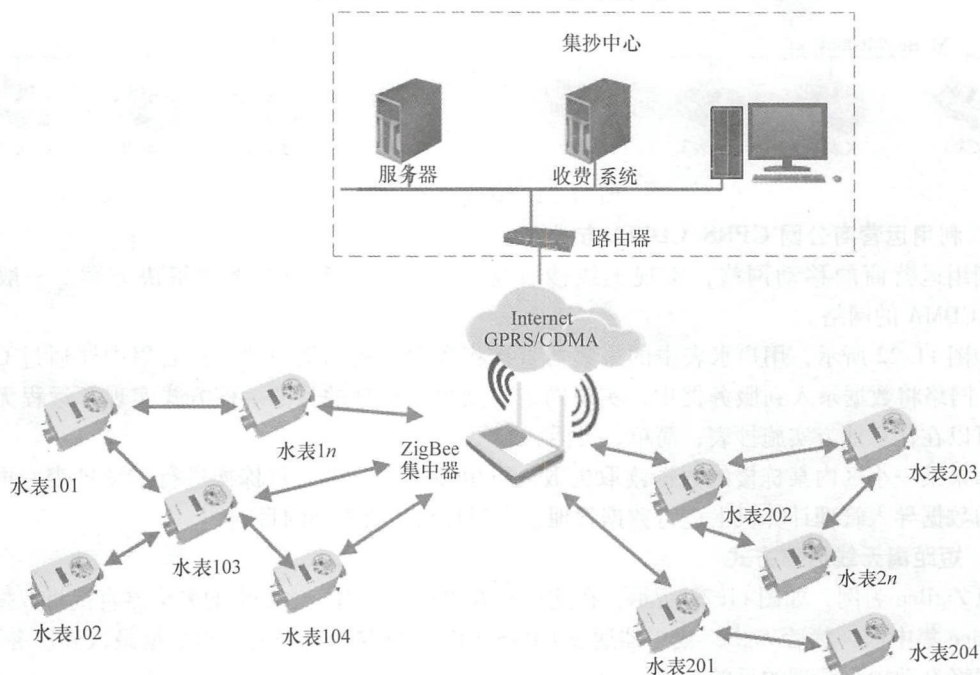 集抄中心
服务器
收费系统
路由器
Internet
GPRS/CDMA
ZigBee
集中器
水表1n
水表101
水表103
水表102
水表104
水表203
水表202
水表2n
水表201
水表204